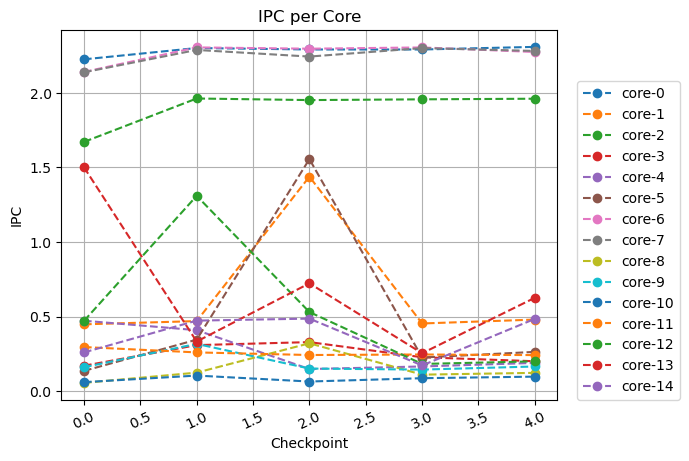 IPC per Core
IPC
2.0
1.5
1.0
0.5
0.0
0.0 0.5 1.0 1.5 2.0 2.5 3.0 3.5 4.0
Checkpoint
core-0
core-1
core-2
core-3
core-4
core-5
core-6
core-7
core-8
core-9
core-10
core-11
core-12
core-13
core-14